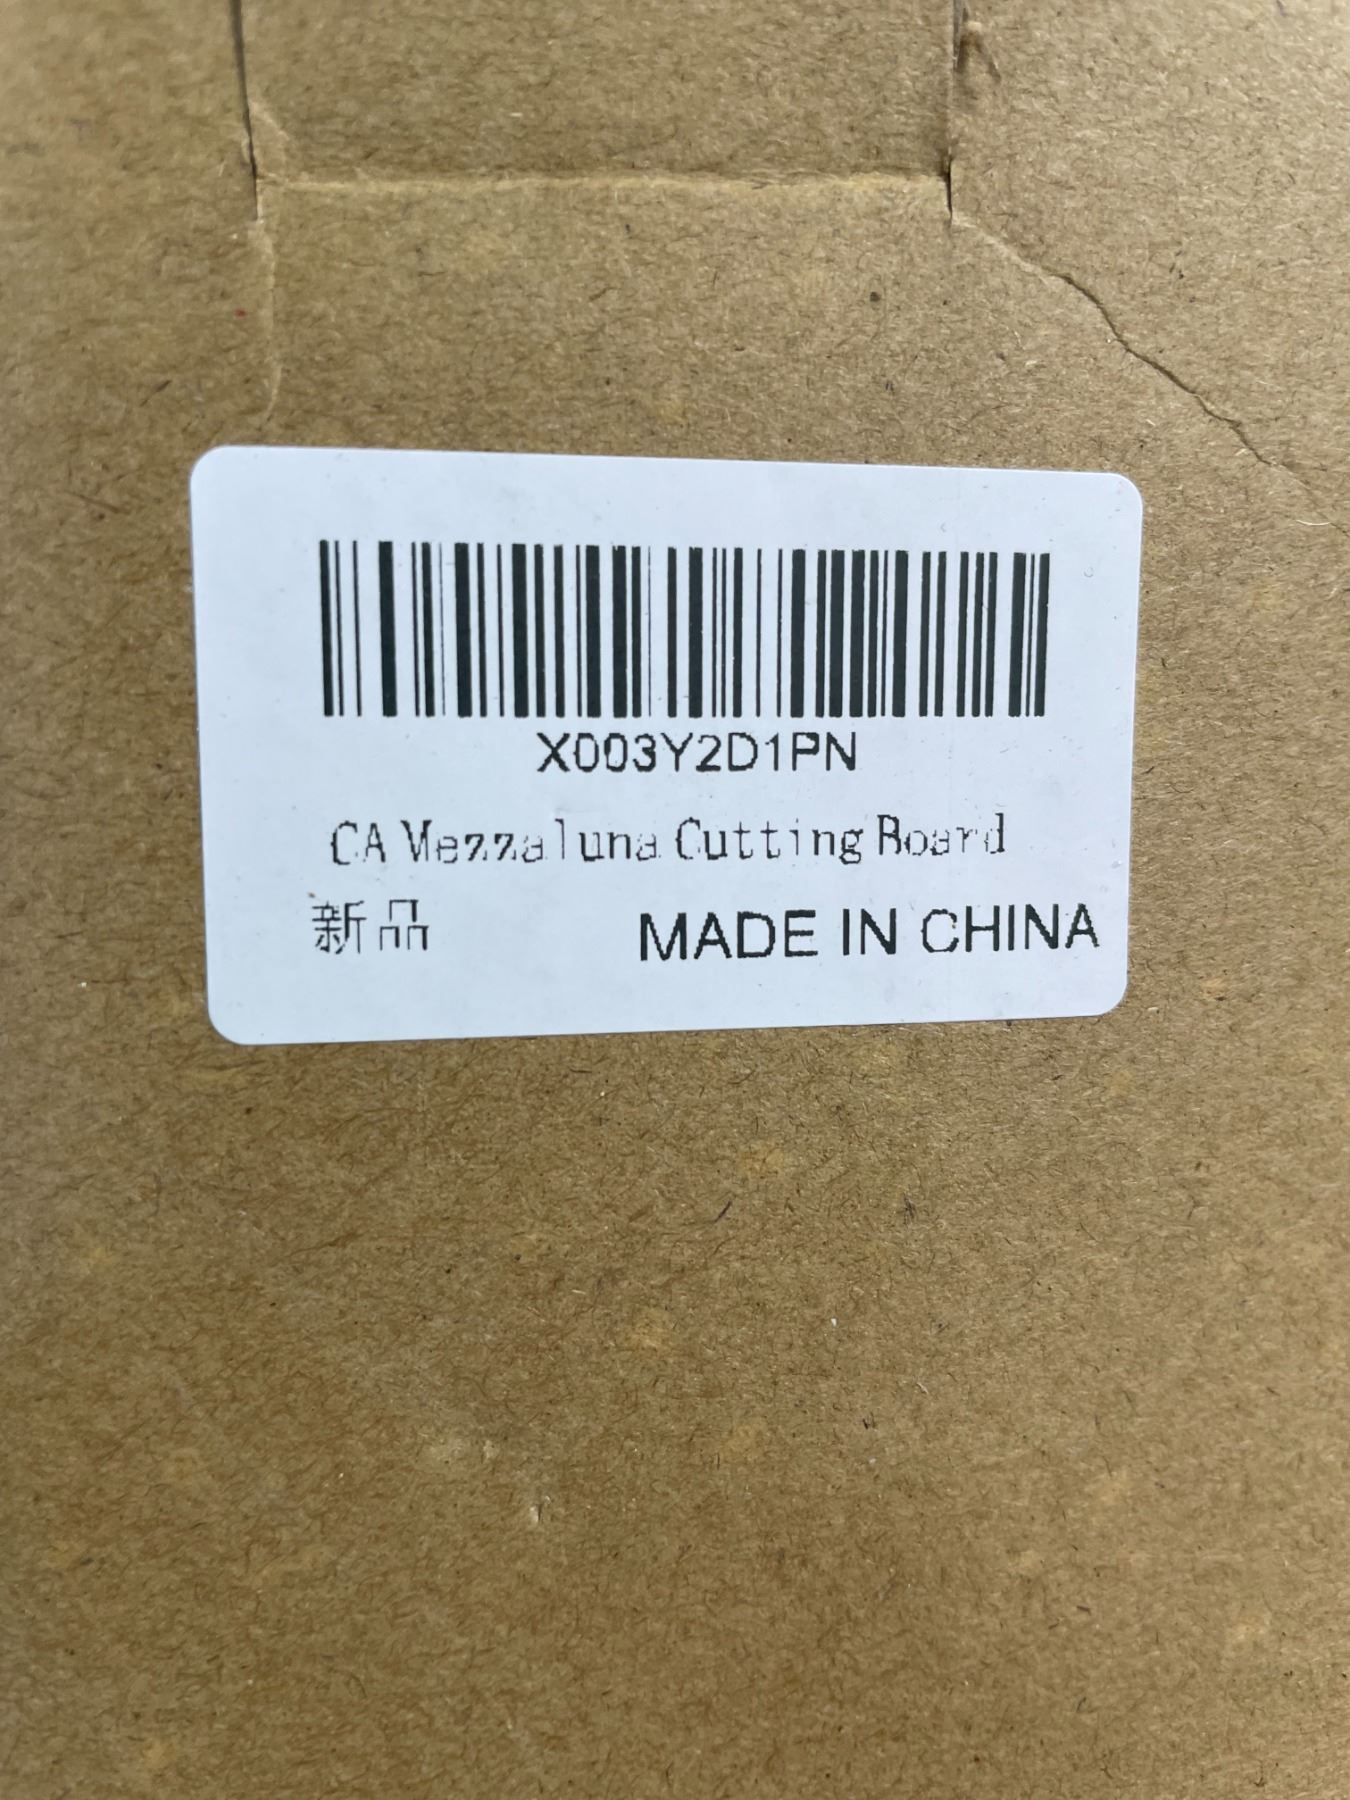 X003Y2D1PN
CA Mezzaluna Cutting Board
新品
MADE IN CHINA